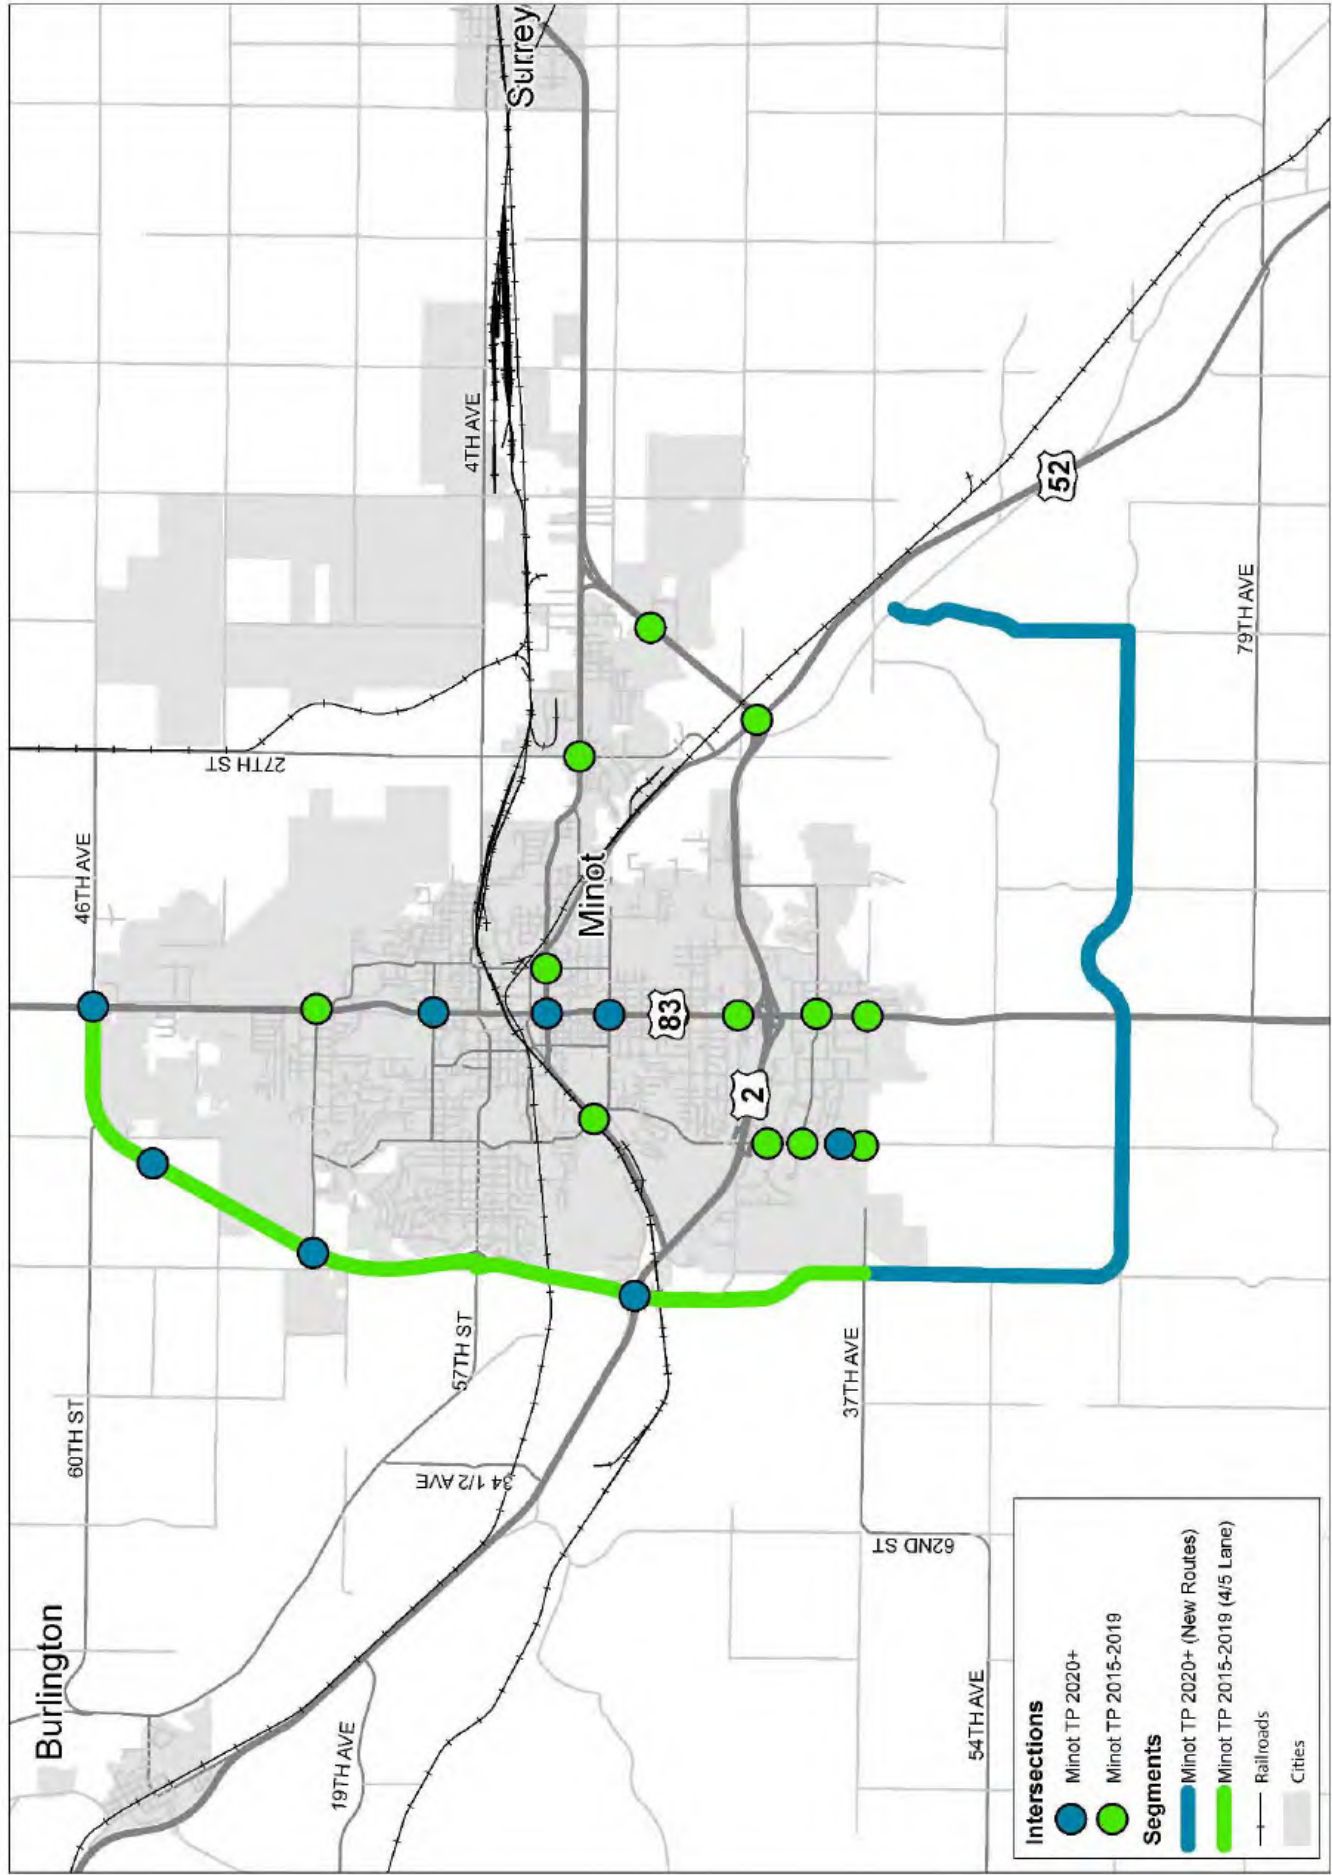 Burlington
Surrey
Minot
60TH ST
46TH AVE
27TH ST
4TH AVE
57TH ST
34 1/2 AVE
19TH AVE
83
2
52
37TH AVE
62ND ST
54TH AVE
79TH AVE
Intersections
Minot TP 2020+
Minot TP 2015-2019
Segments
Minot TP 2020+ (New Routes)
Minot TP 2015-2019 (4/5 Lane)
Railroads
Cities